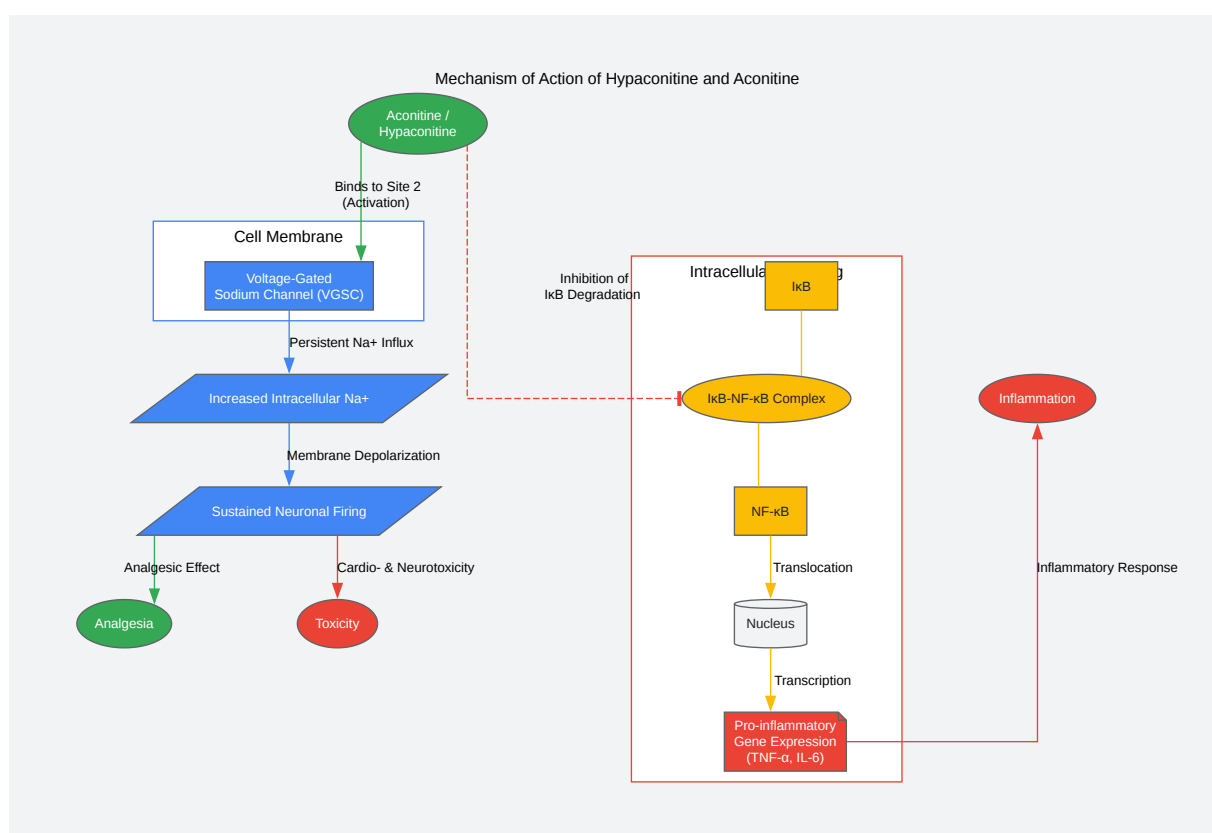 Mechanism of Action of Hypaconitine and Aconitine
Aconitine /
Hypaconitine
Binds to Site 2
(Activation)
Cell Membrane
Voltage-Gated
Sodium Channel (VGSC)
Persistent Na+ Influx
Increased Intracellular Na+
Membrane Depolarization
Sustained Neuronal Firing
Analgesic Effect
Cardio- & Neurotoxicity
Analgesia
Toxicity
Inhibition of
IκB Degradation
IκB
IκB-NF-κB Complex
NF-κB
Translocation
Nucleus
Transcription
Pro-inflammatory
Gene Expression
(TNF-α, IL-6)
Inflammation
Inflammatory Response